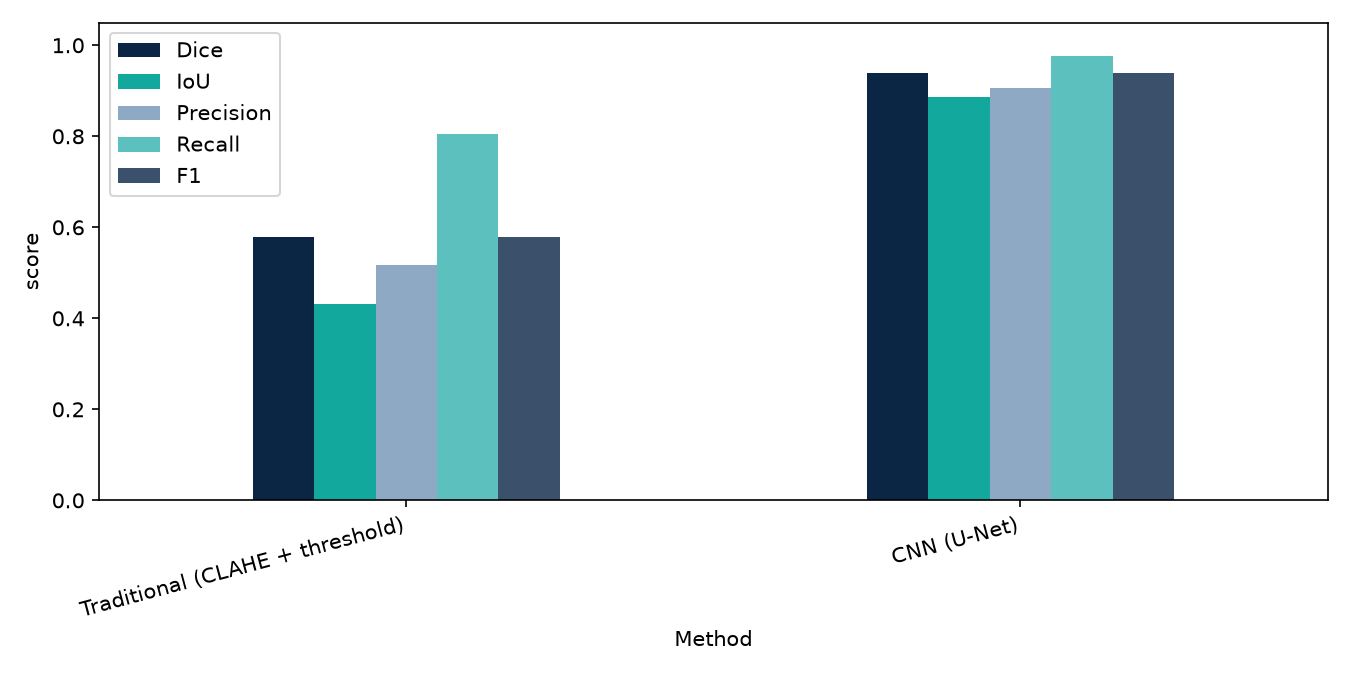 1.0
0.8
0.6
0.4
0.2
0.0
score
Dice
IoU
Precision
Recall
F1
Traditional (CLAHE + threshold)
CNN (U-Net)
Method